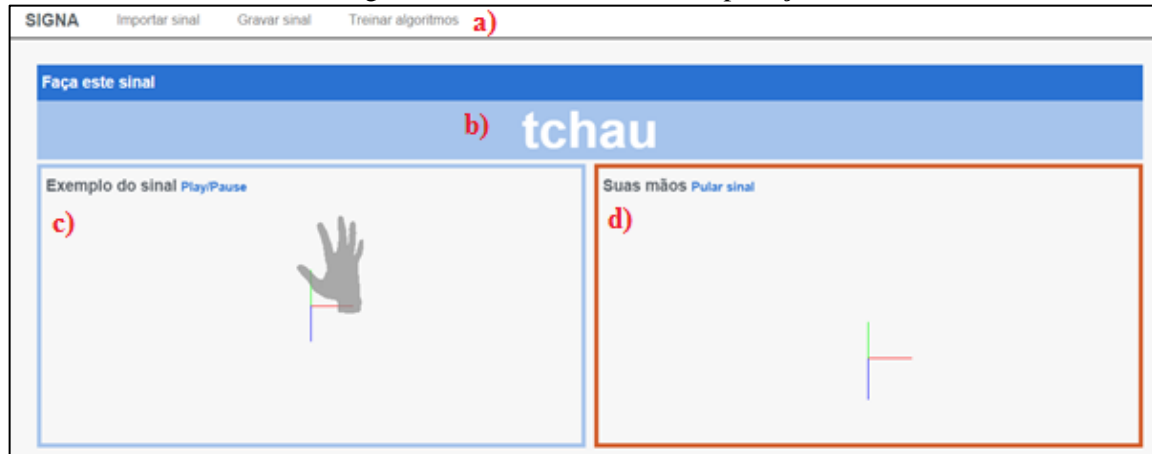 SIGNA Importar sinal Gravar sinal Treinar algoritmos a)
Faça este sinal
b) tchau
Exemplo do sinal Play/Pause
c)
Suas mãos Pular sinal
d)